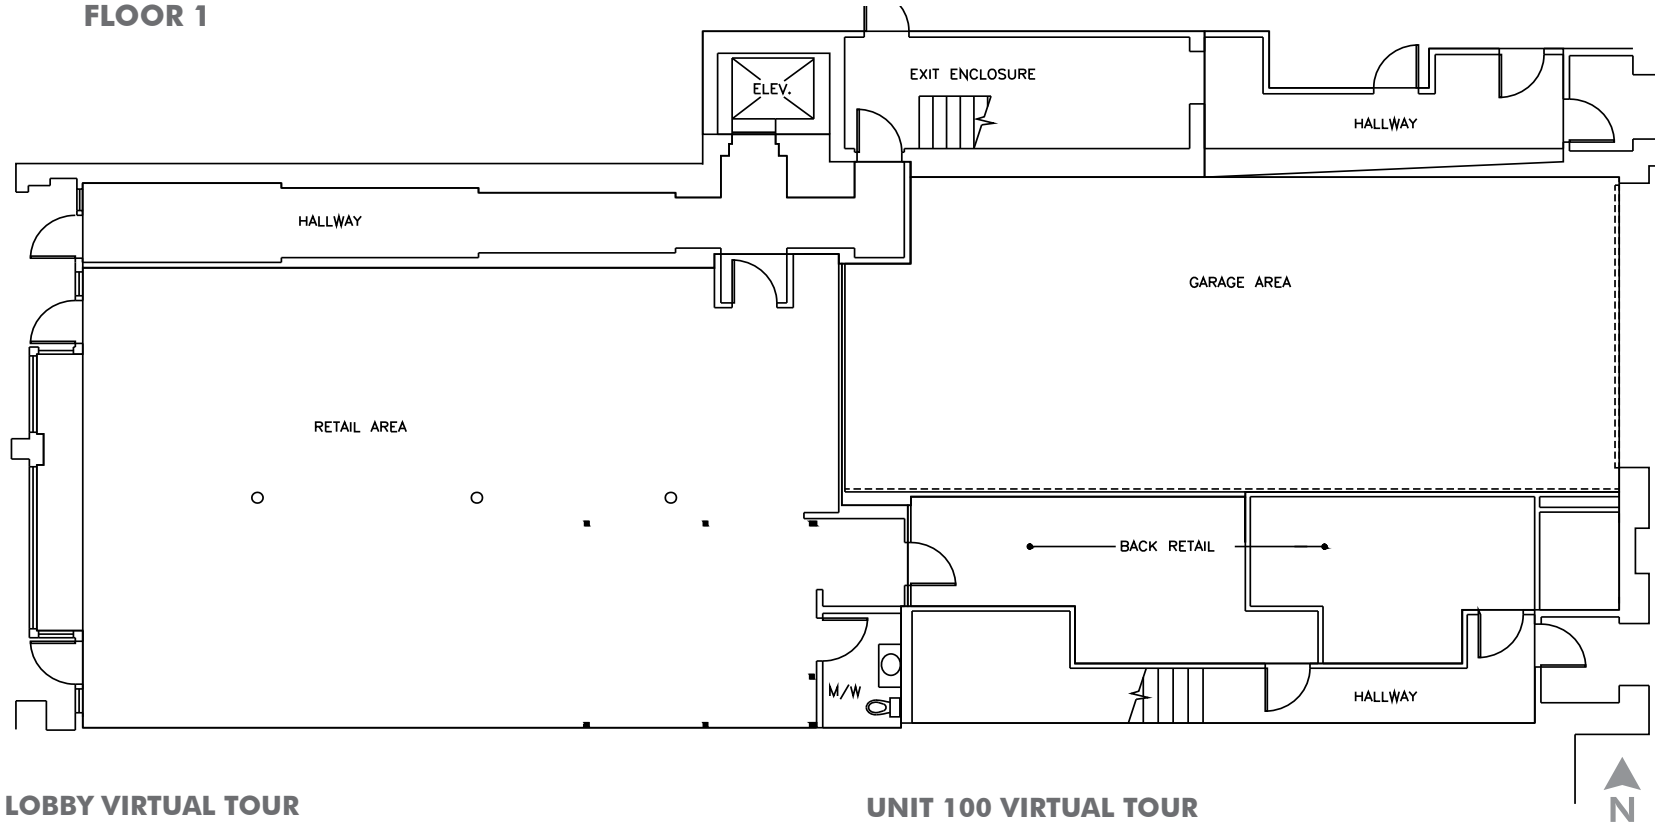 FLOOR 1
EXIT ENCLOSURE
ELEV.
HALLWAY
HALLWAY
GARAGE AREA
RETAIL AREA
BACK RETAIL
M/W
HALLWAY
LOBBY VIRTUAL TOUR
UNIT 100 VIRTUAL TOUR
N